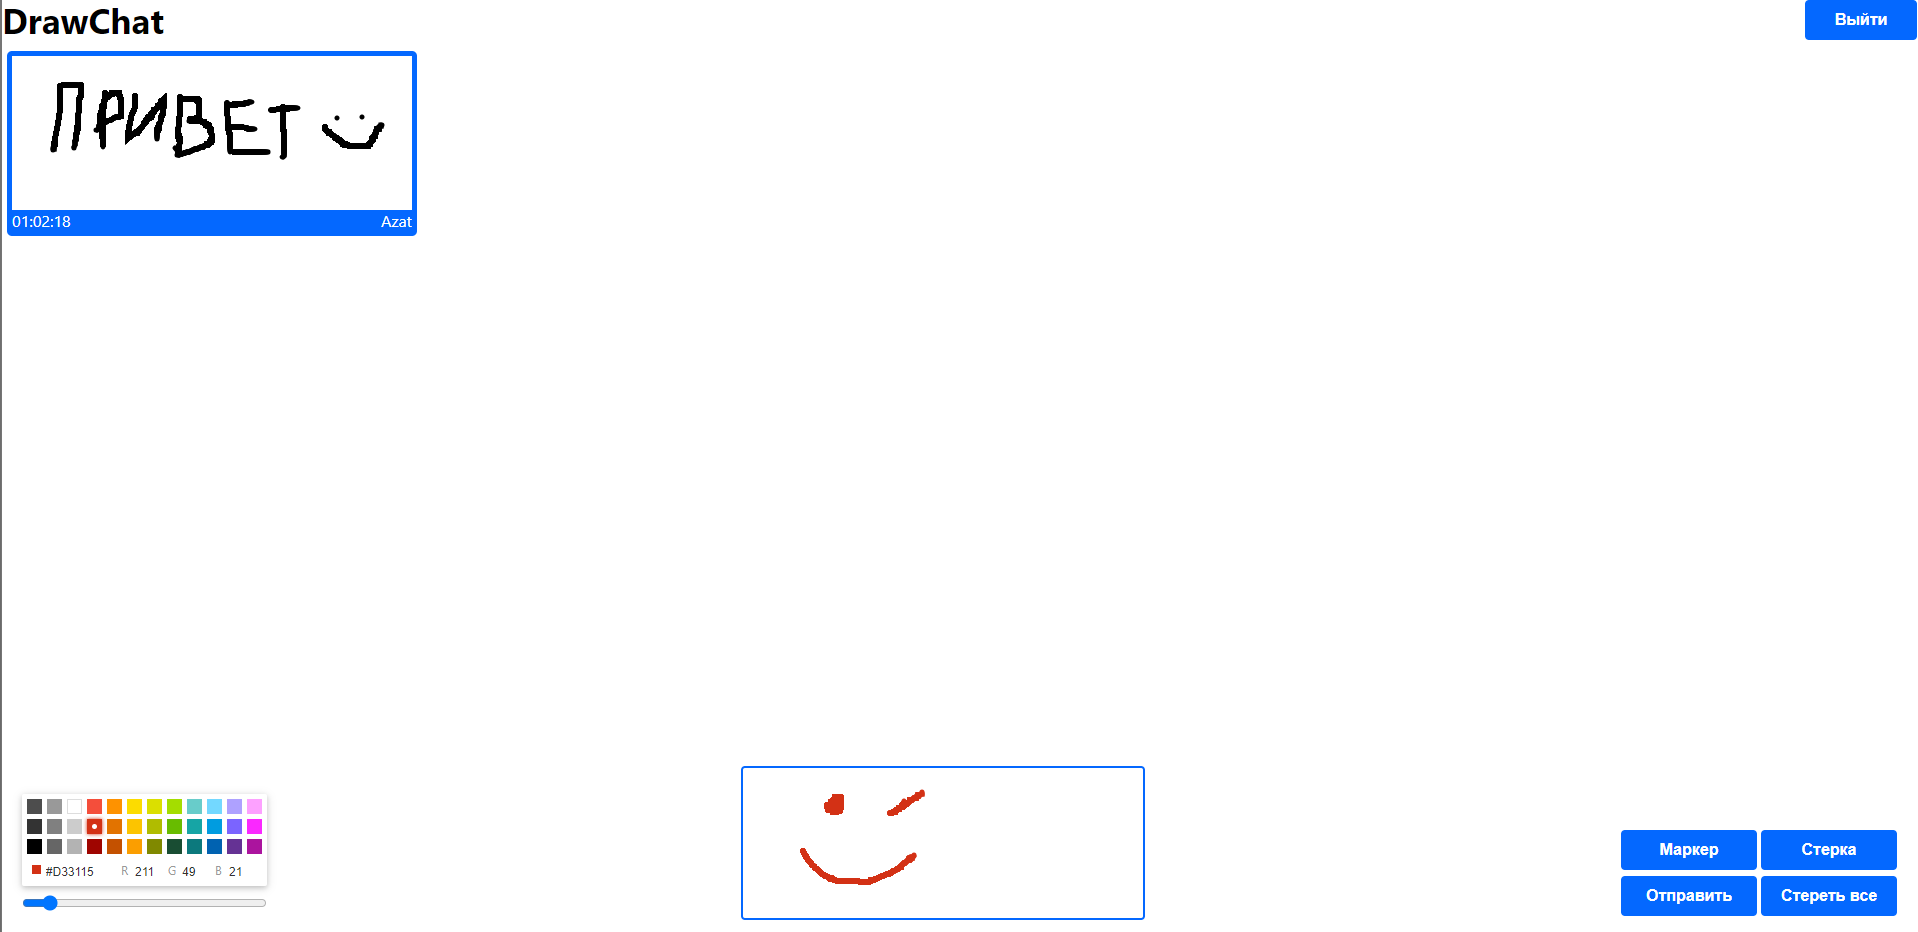 DrawChat
Выйти
ПРИВЕТ
01:02:18 Azat
#D33115 R 211 G 49 B 21
Маркер Стерка
Отправить Стереть все